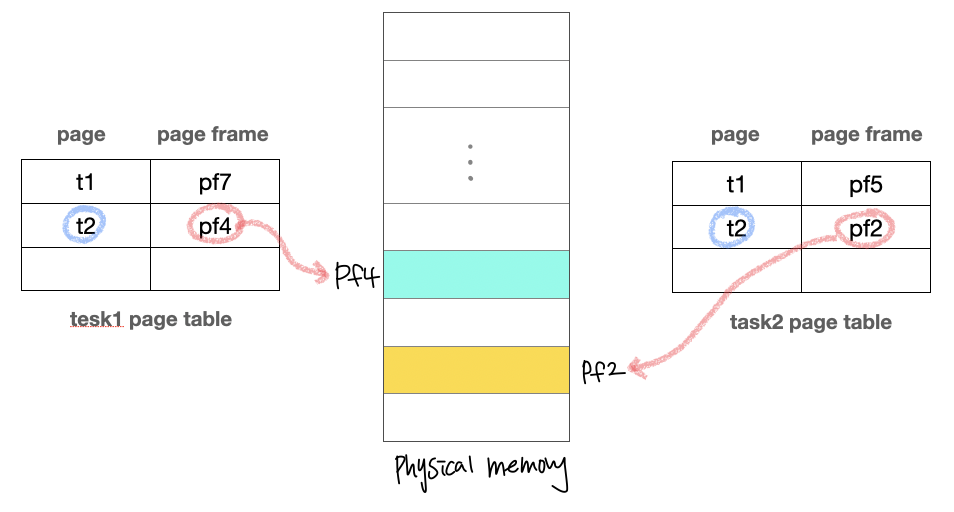 page page frame
t1 pf7
t2 pf4
tesk1 page table
pf4
pf2
physical memory
page page frame
t1 pf5
t2 pf2
task2 page table